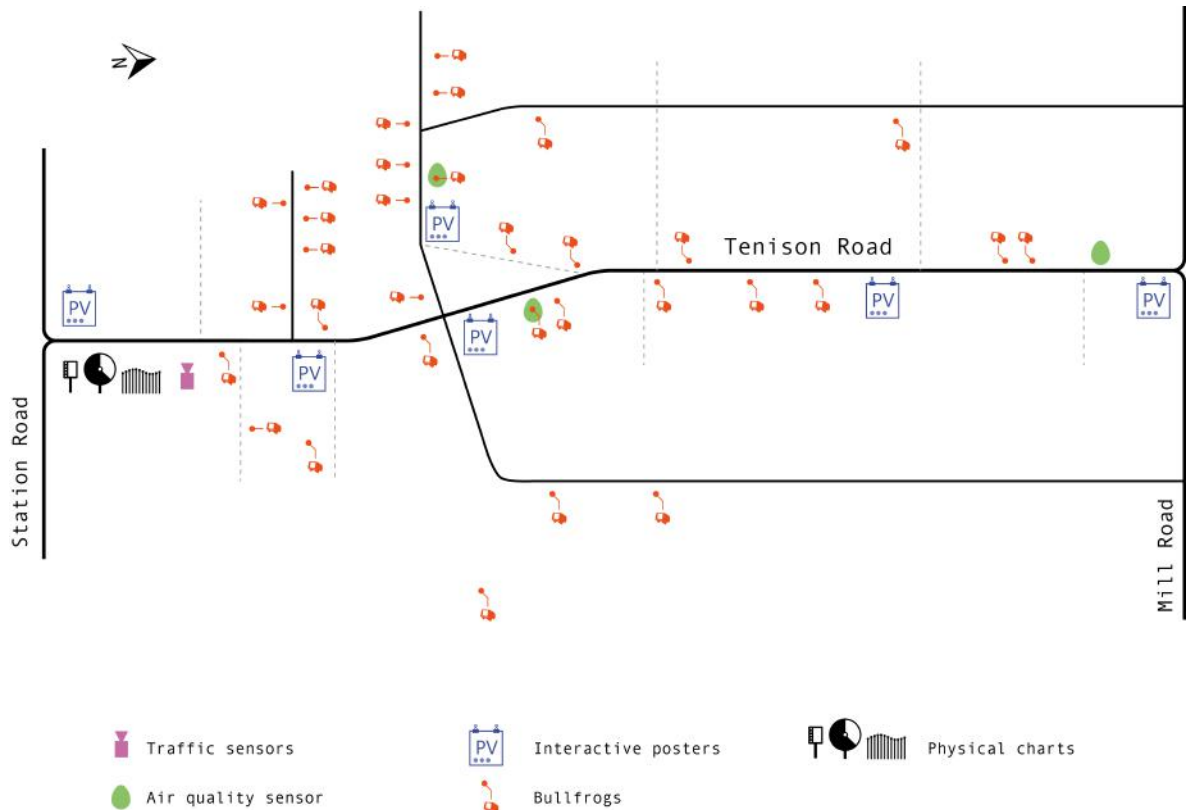 N
PV
Tenison Road
PV
PV
PV
PV
PV
Station Road
Mill Road
Traffic sensors
PV
Interactive posters
Physical charts
Air quality sensor
Bullfrogs